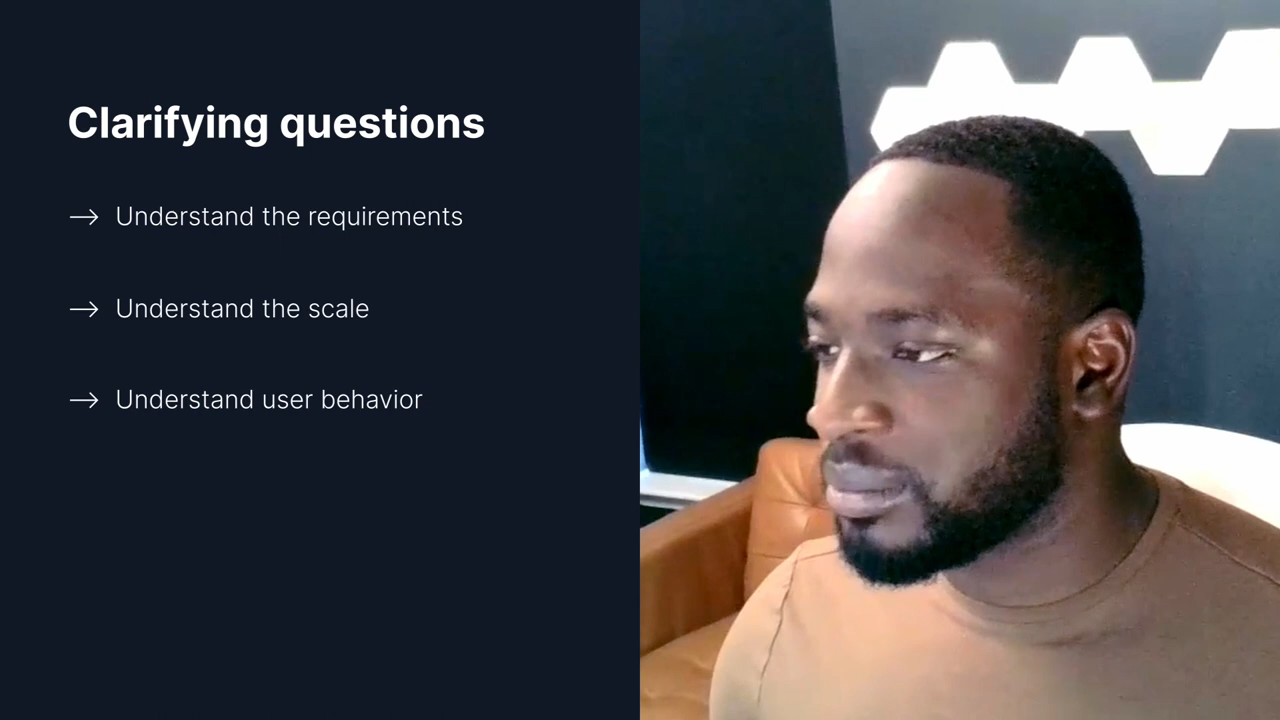 Clarifying questions
→ Understand the requirements
→ Understand the scale
→ Understand user behavior